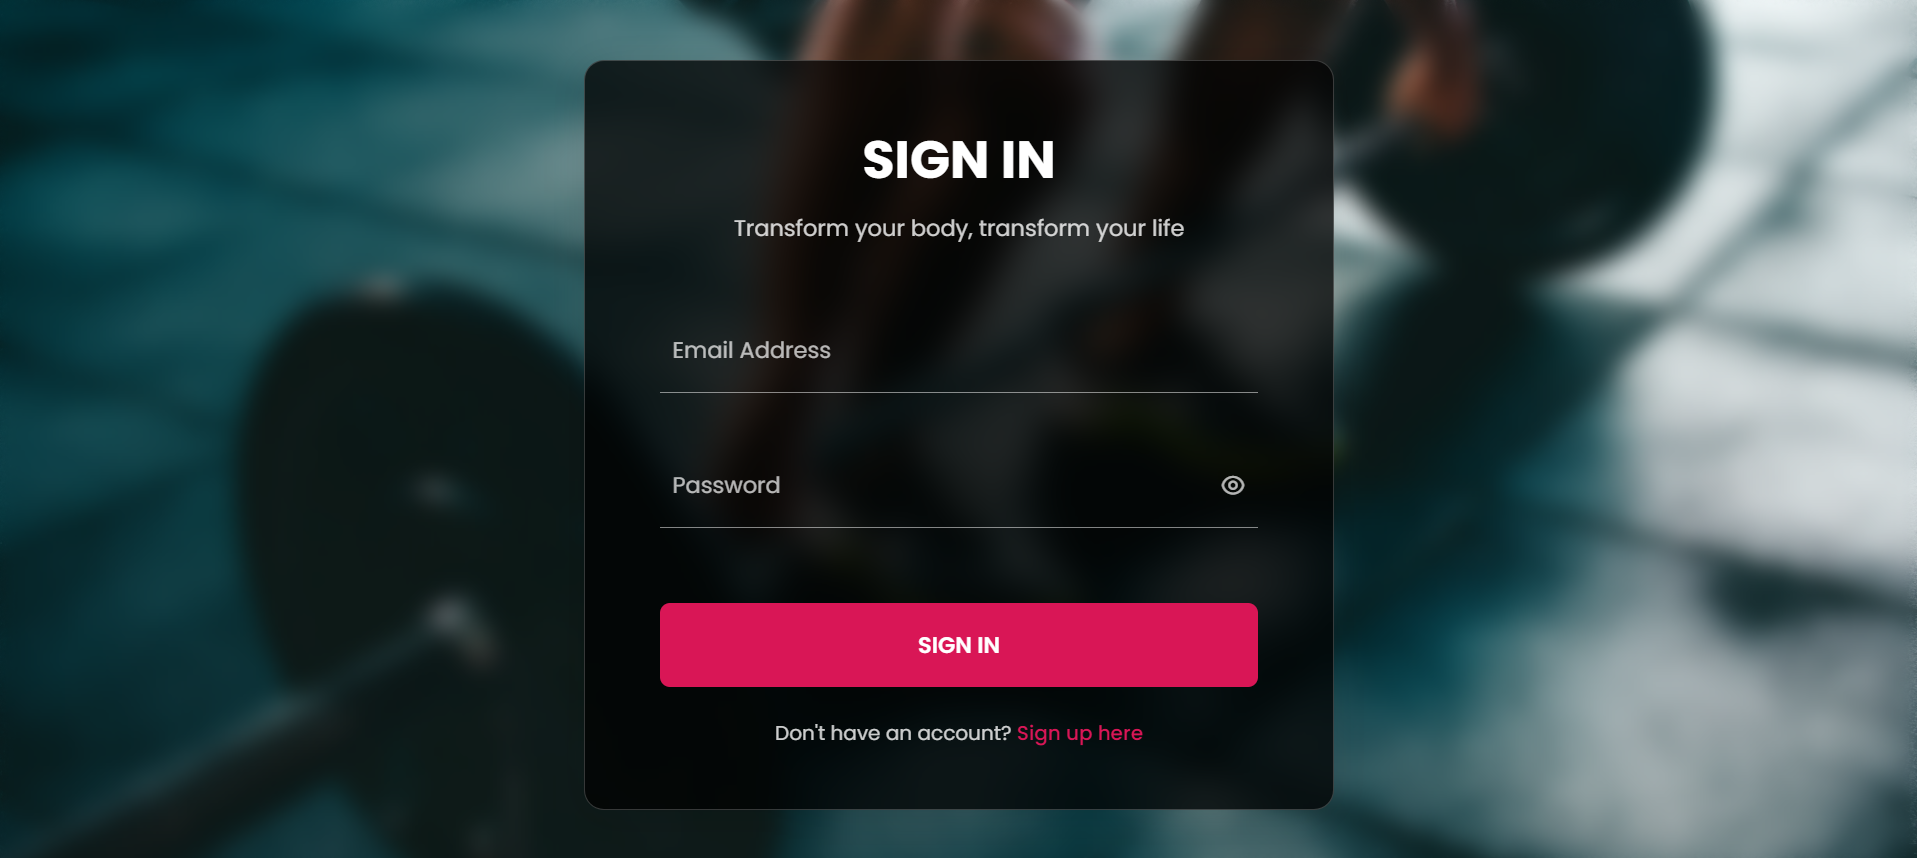 SIGN IN
Transform your body, transform your life
Email Address
Password
SIGN IN
Don't have an account? Sign up here